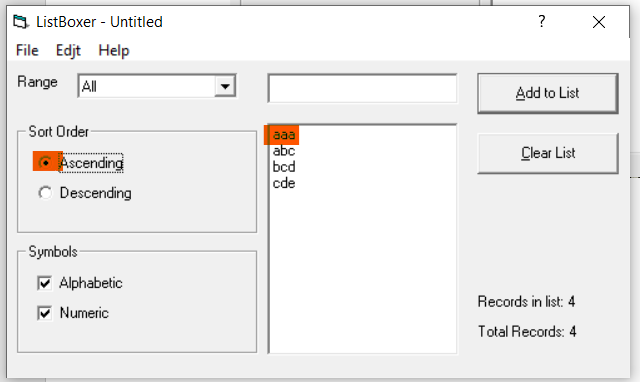 ListBoxer - Untitled
?
File Edjt Help
Range
All
Add to List
Sort Order
aaa
Ascending
abc
bcd
cde
Descending
Clear List
Symbols
Alphabetic
Numeric
Records in list: 4
Total Records: 4